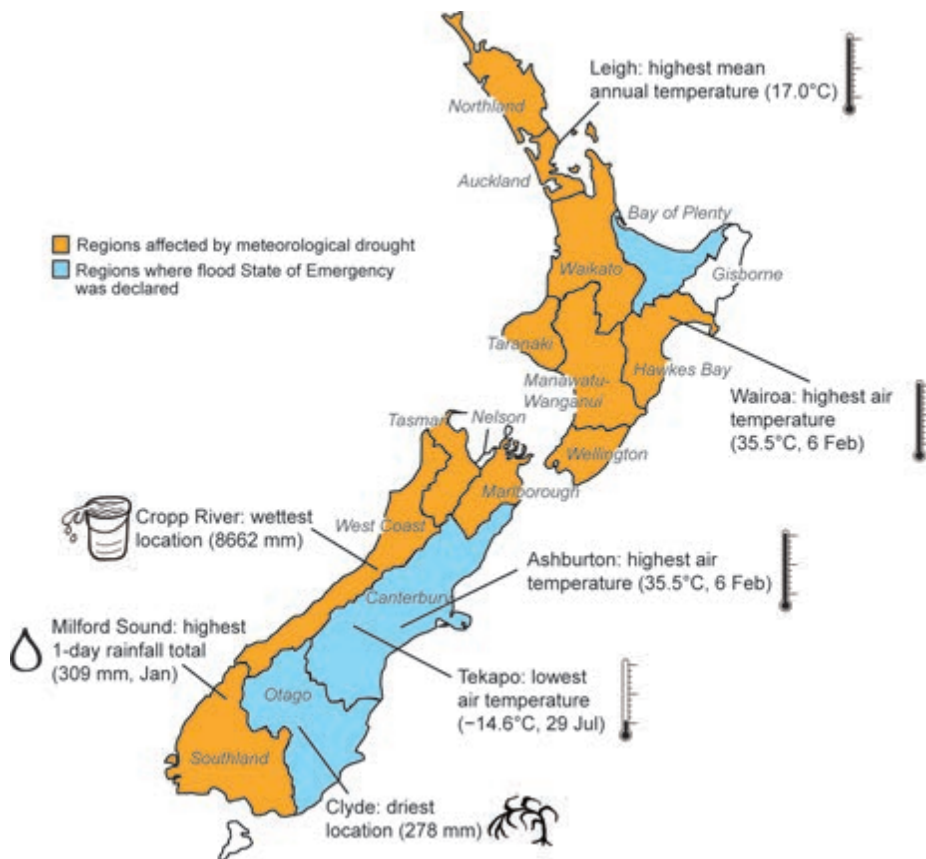 Leigh: highest mean
annual temperature (17.0°C)
Northland
Auckland
Bay of Plenty
Regions affected by meteorological drought
Regions where flood State of Emergency
was declared
Waikato
Gisborne
Taranaki
Hawkes Bay
Manawatu-
Wanganui
Wairoa: highest air
temperature
(35.5°C, 6 Feb)
Tasman
Nelson
Wellington
Marlborough
Cropp River: wettest
location (8662 mm)
West Coast
Ashburton: highest air
temperature (35.5°C, 6 Feb)
Canterbury
Milford Sound: highest
1-day rainfall total
(309 mm, Jan)
Tekapo: lowest
air temperature
(−14.6°C, 29 Jul)
Otago
Southland
Clyde: driest
location (278 mm)